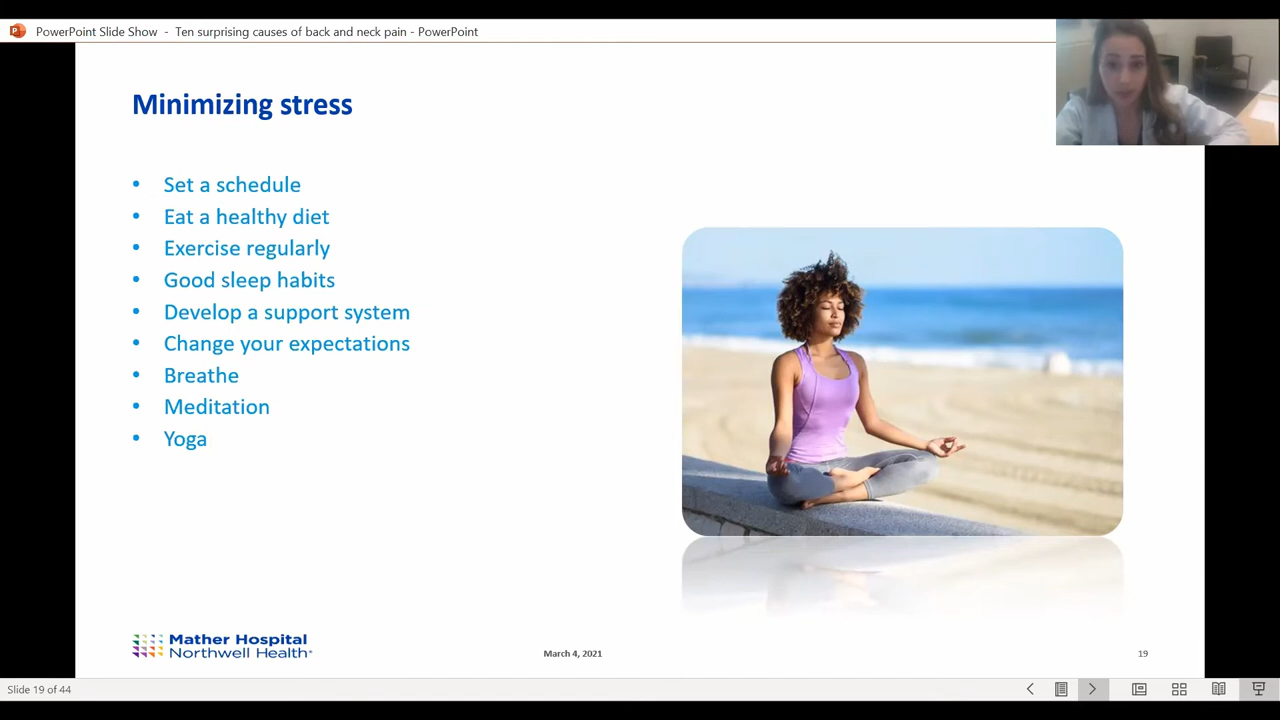 PowerPoint Slide Show - Ten surprising causes of back and neck pain - PowerPoint
Minimizing stress
• Set a schedule
• Eat a healthy diet
• Exercise regularly
• Good sleep habits
• Develop a support system
• Change your expectations
• Breathe
• Meditation
• Yoga
Mather Hospital
Northwell Health
March 4, 2021
19
Slide 19 of 44